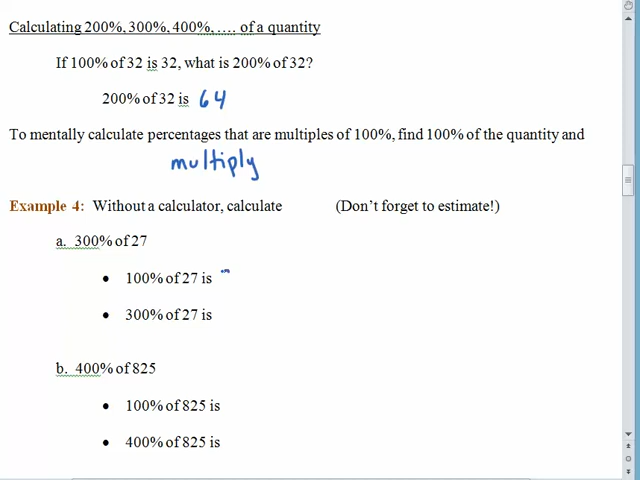 Calculating 200%, 300%, 400%, .... of a quantity
If 100% of 32 is 32, what is 200% of 32?
200% of 32 is 64
To mentally calculate percentages that are multiples of 100%, find 100% of the quantity and
multiply
Example 4: Without a calculator, calculate (Don't forget to estimate!)
a. 300% of 27
• 100% of 27 is
• 300% of 27 is
b. 400% of 825
• 100% of 825 is
• 400% of 825 is